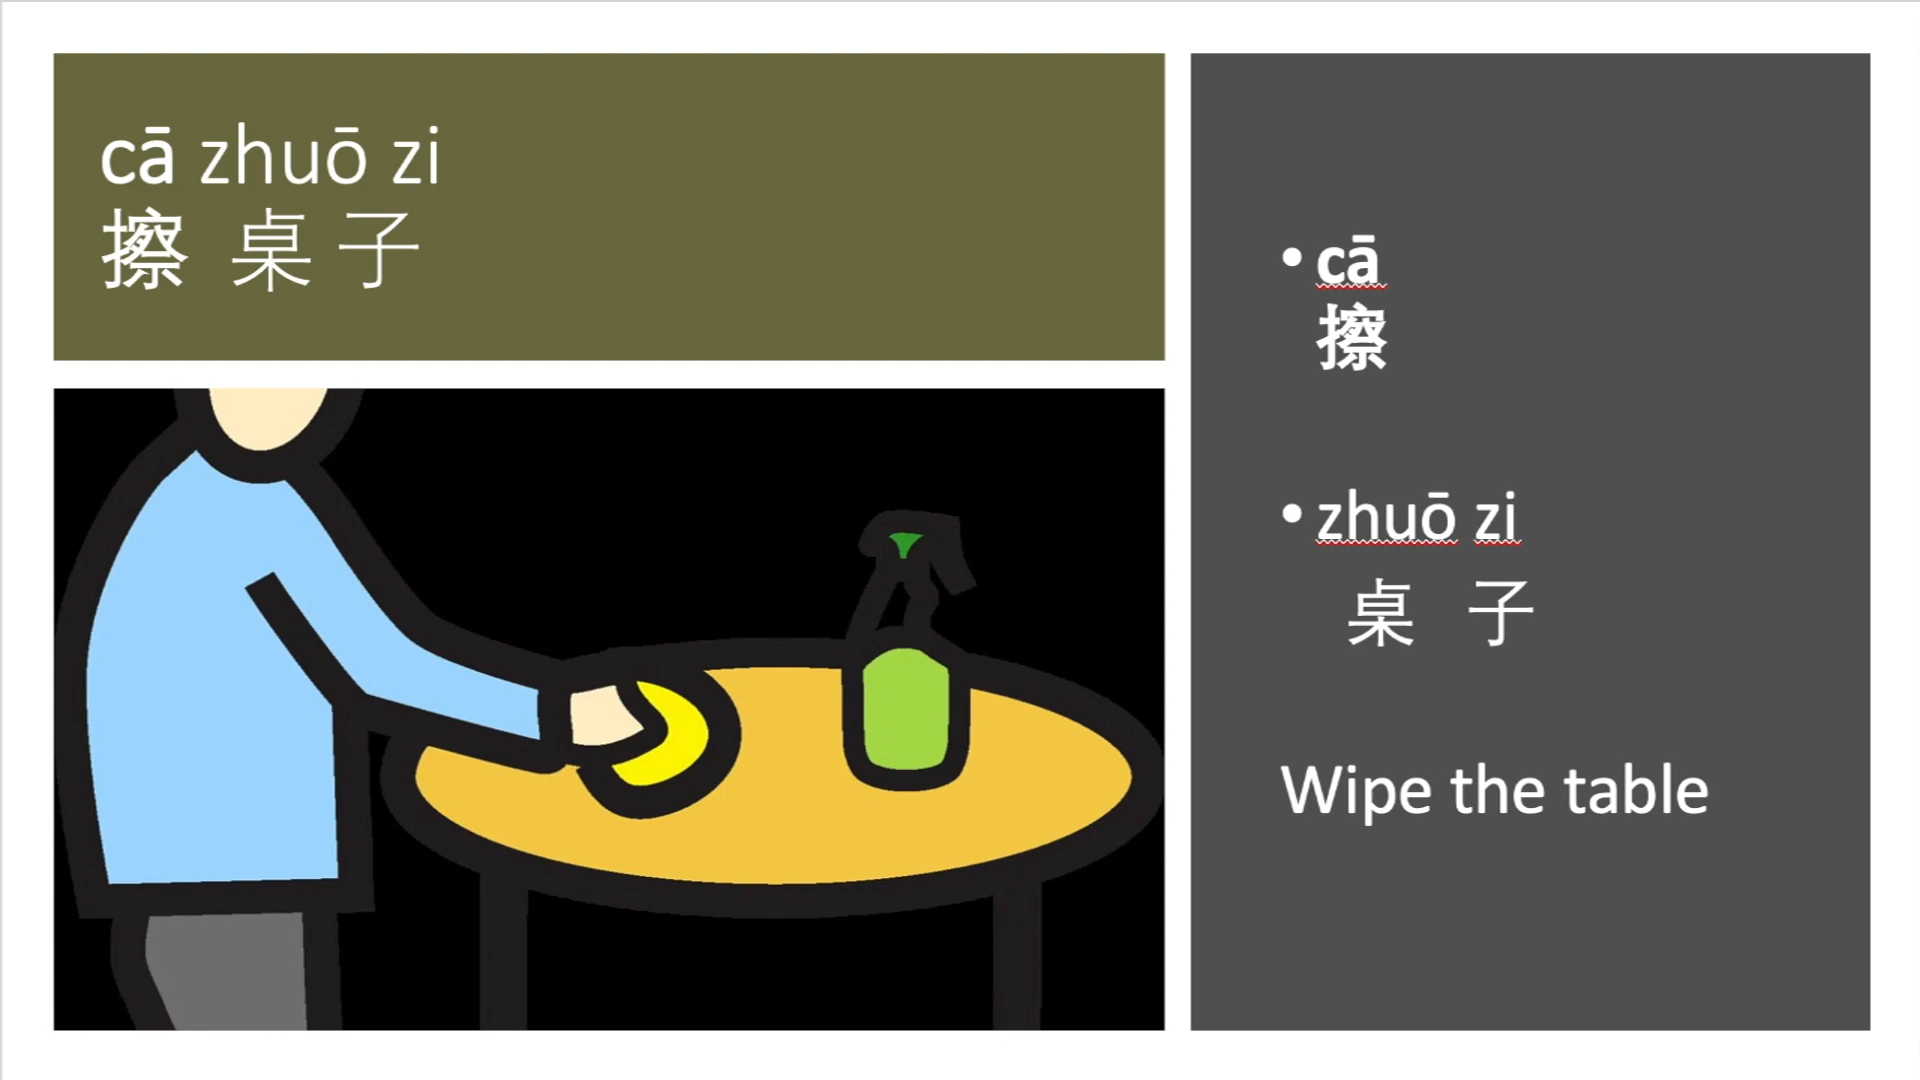 cā zhuō zi
擦 桌 子
• cā
擦
• zhuō zi
桌 子
Wipe the table